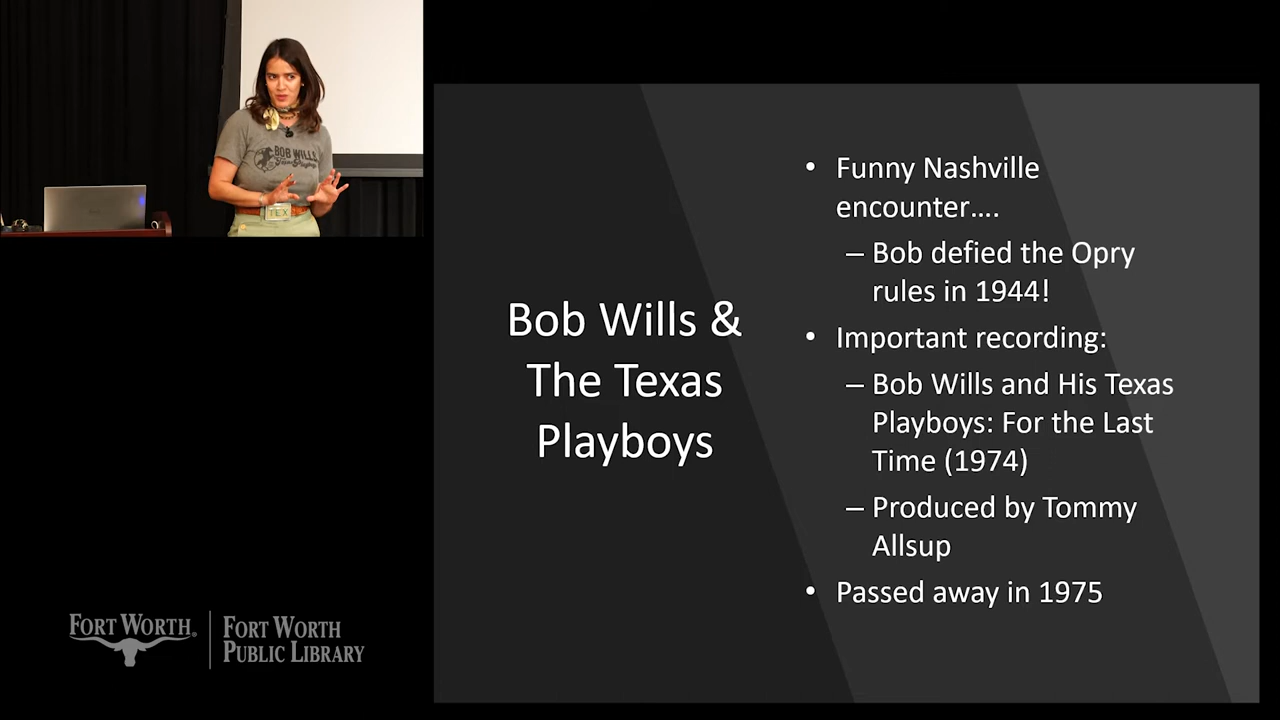 BOB WILLS
Texas Playboys
TEX
Bob Wills &
The Texas
Playboys
• Funny Nashville
encounter....
– Bob defied the Opry
rules in 1944!
• Important recording:
– Bob Wills and His Texas
Playboys: For the Last
Time (1974)
– Produced by Tommy
Allsup
• Passed away in 1975
FORT WORTH®
FORT WORTH
PUBLIC LIBRARY